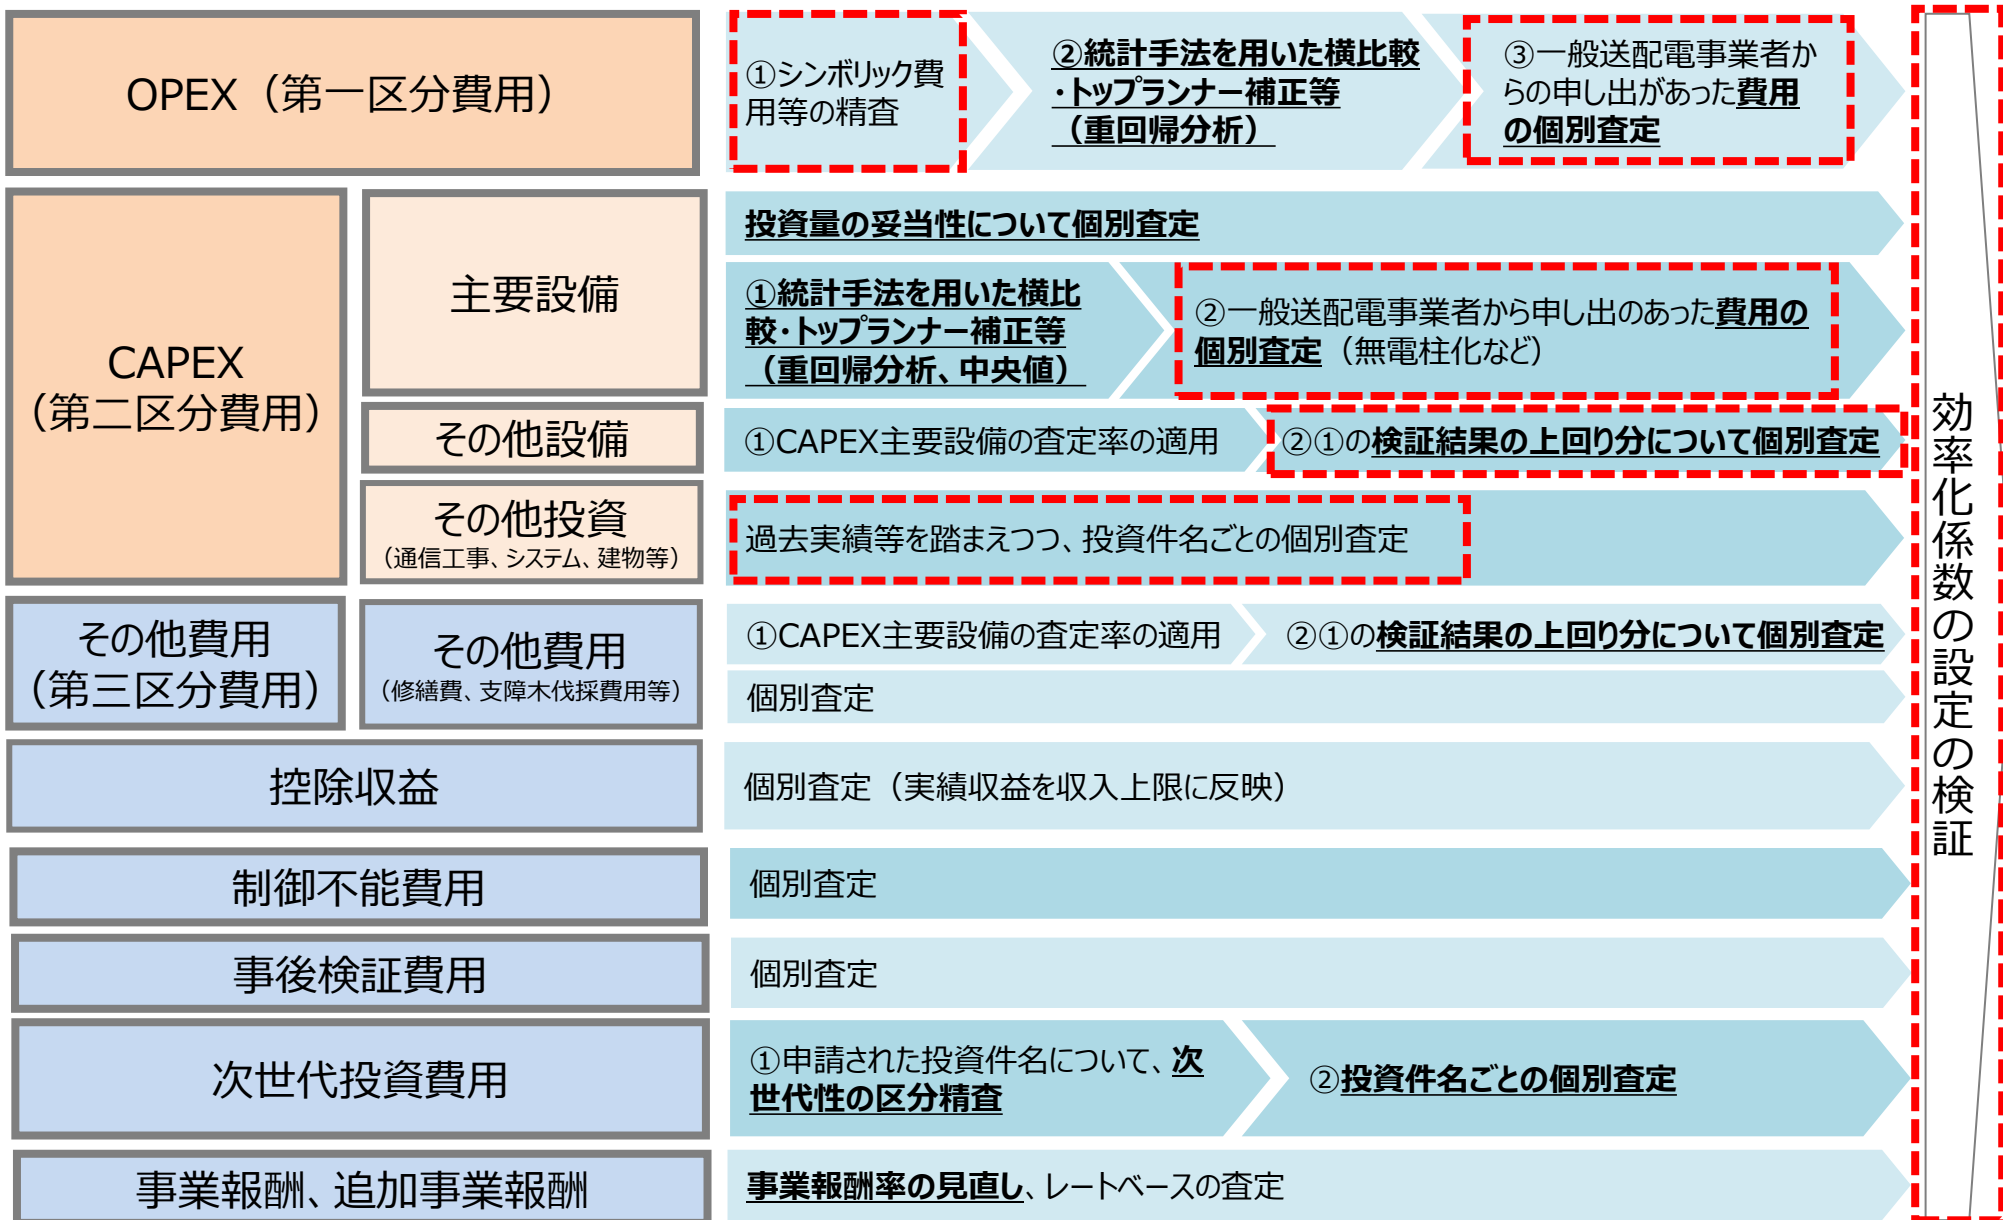 OPEX（第一区分費用）
①シンボリック費
用等の精査
②統計手法を用いた横比較
・トップランナー補正等
（重回帰分析）
③一般送配電事業者か
らの申し出があった費用
の個別査定
CAPEX
（第二区分費用）
主要設備
投資量の妥当性について個別査定
①統計手法を用いた横比
較・トップランナー補正等
（重回帰分析、中央値）
②一般送配電事業者から申し出のあった費用の
個別査定（無電柱化など）
その他設備
①CAPEX主要設備の査定率の適用
②①の検証結果の上回り分について個別査定
その他投資
（通信工事、システム、建物等）
過去実績等を踏まえつつ、投資件名ごとの個別査定
その他費用
（第三区分費用）
その他費用
（修繕費、支障木伐採費用等）
①CAPEX主要設備の査定率の適用
②①の検証結果の上回り分について個別査定
個別査定
控除収益
個別査定（実績収益を収入上限に反映）
制御不能費用
個別査定
事後検証費用
個別査定
次世代投資費用
①申請された投資件名について、次
世代性の区分精査
②投資件名ごとの個別査定
事業報酬、追加事業報酬
事業報酬率の見直し、レートベースの査定
効率化係数の設定の検証